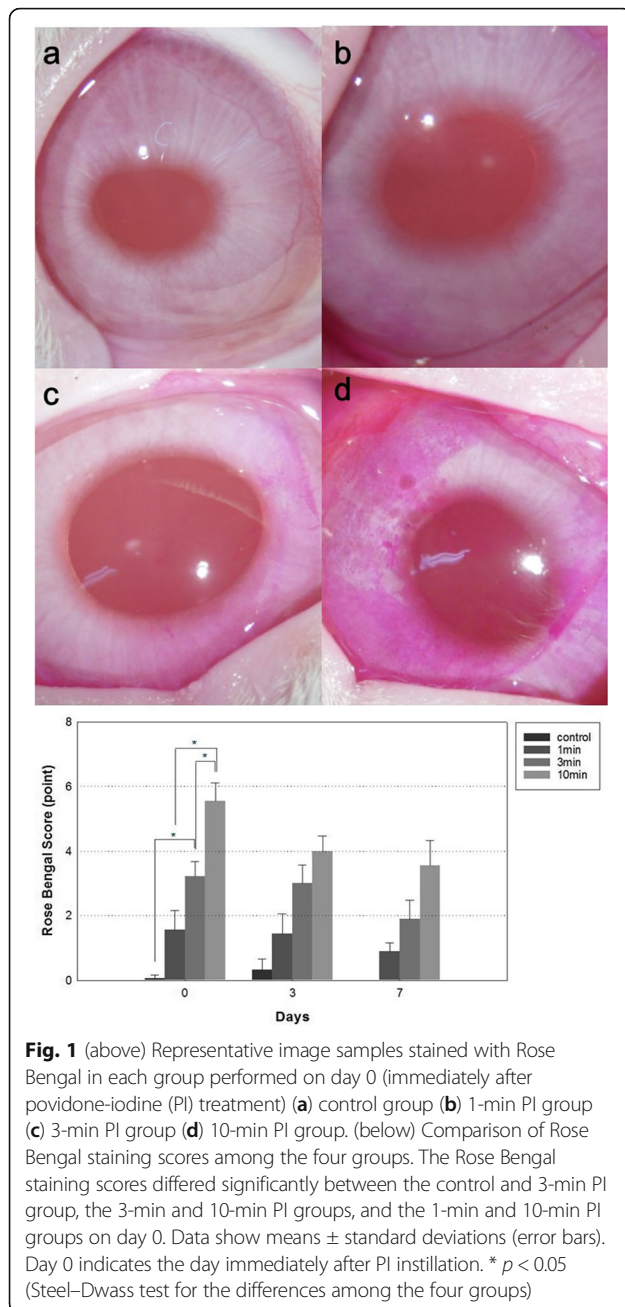 a
b
c
d
8
6
4
2
0
Rose Bengal Score (point)
*
*
*
control
1min
3min
10min
0 3 7
Days
Fig. 1 (above) Representative image samples stained with Rose
Bengal in each group performed on day 0 (immediately after
povidone-iodine (PI) treatment) (a) control group (b) 1-min PI group
(c) 3-min PI group (d) 10-min PI group. (below) Comparison of Rose
Bengal staining scores among the four groups. The Rose Bengal
staining scores differed significantly between the control and 3-min PI
group, the 3-min and 10-min PI groups, and the 1-min and 10-min PI
groups on day 0. Data show means ± standard deviations (error bars).
Day 0 indicates the day immediately after PI instillation. * p < 0.05
(Steel–Dwass test for the differences among the four groups)